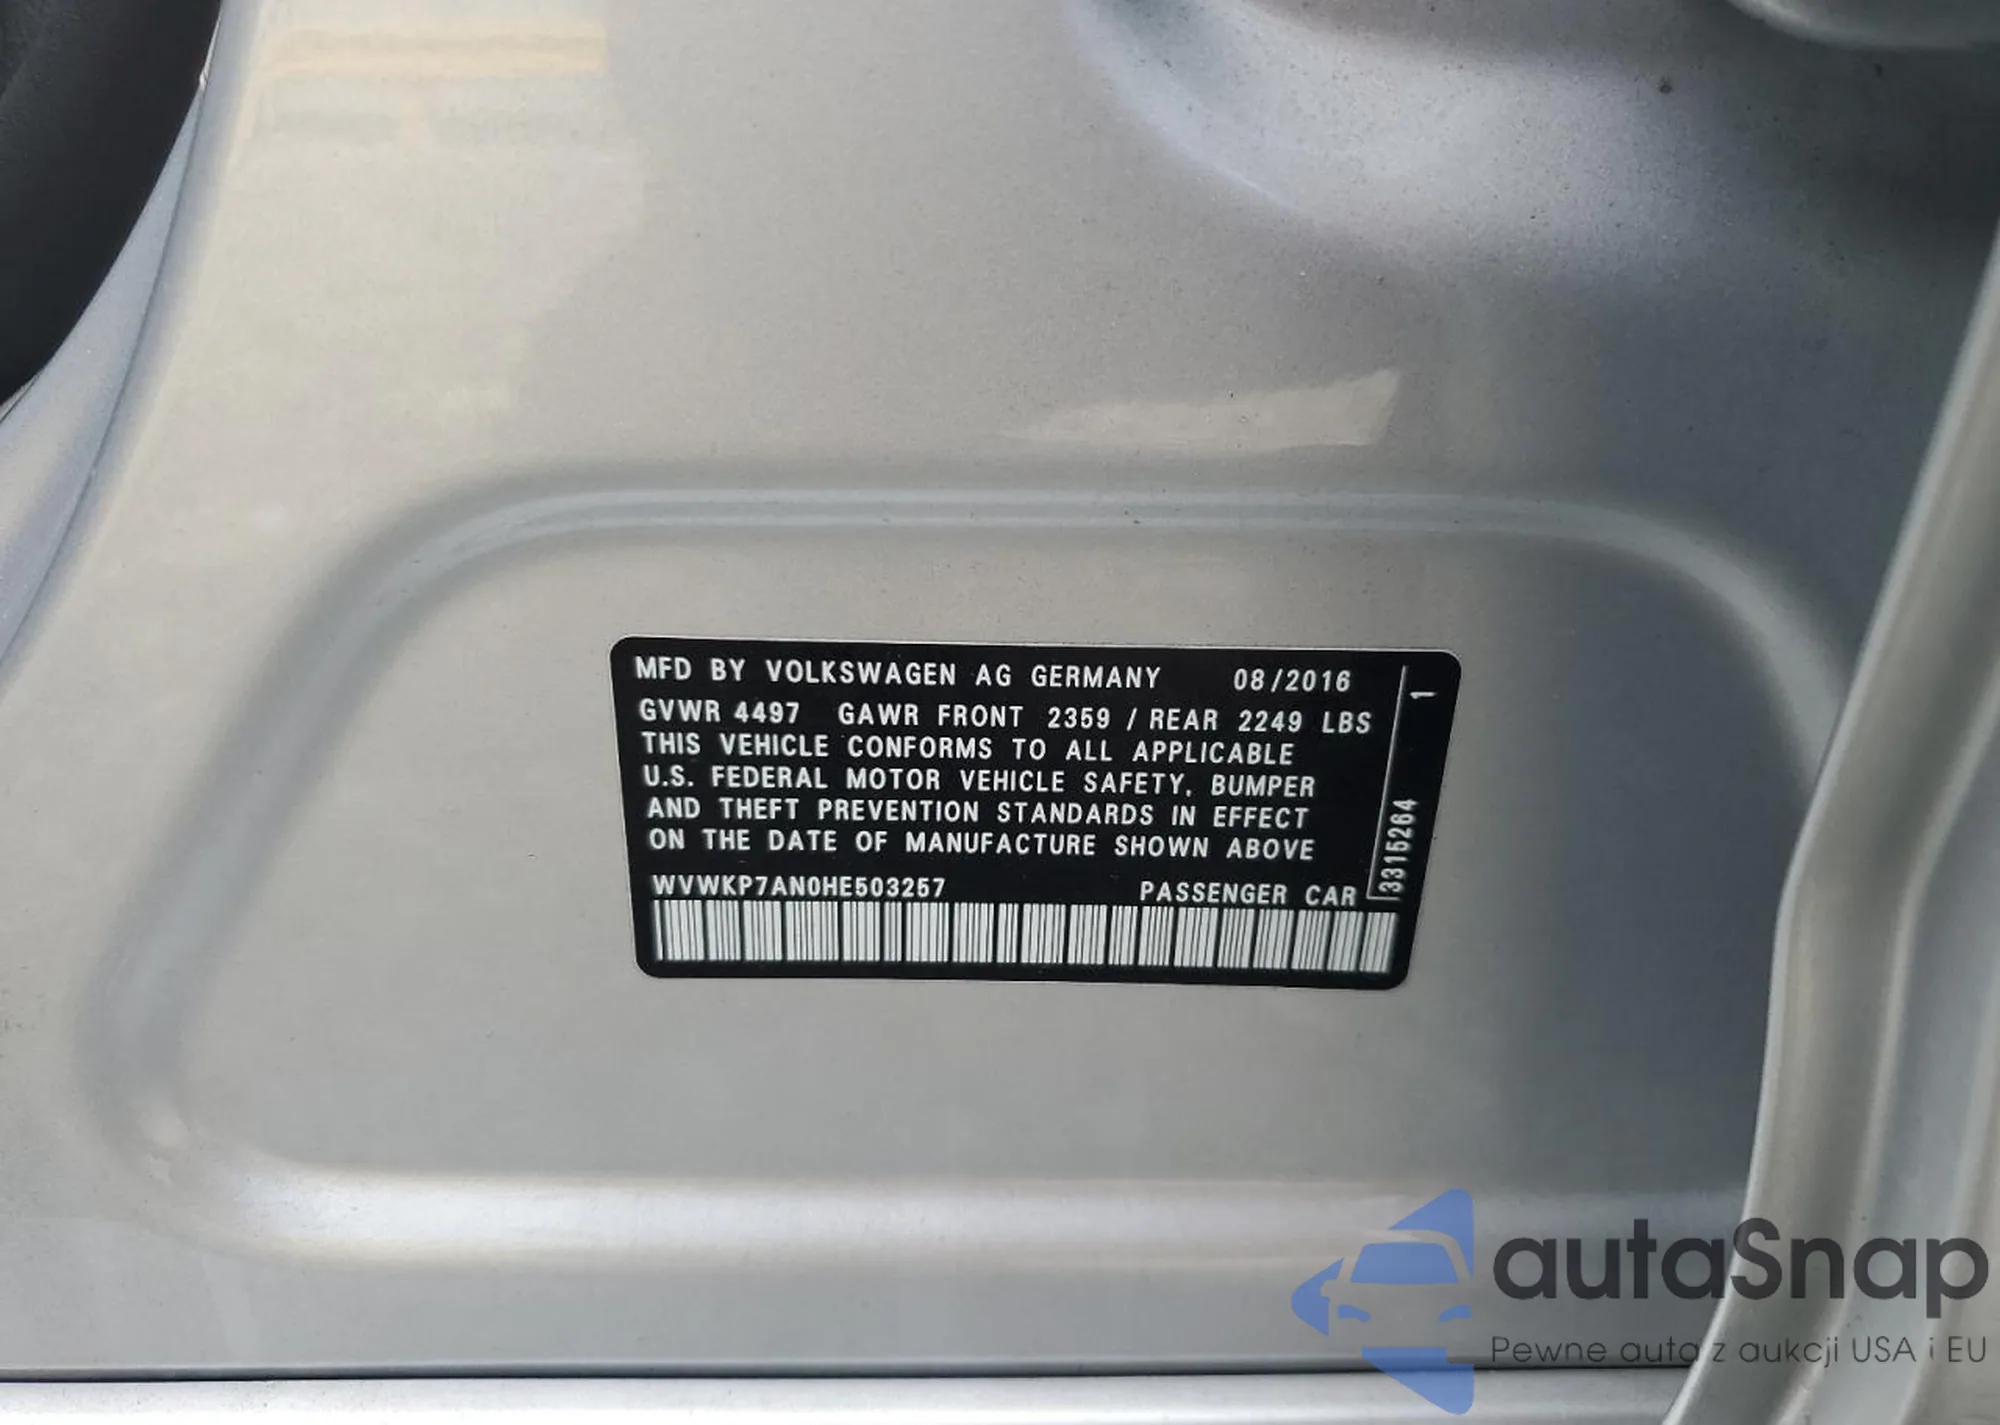 MFD BY VOLKSWAGEN AG GERMANY 08/2016
GVWR 4497 GAWR FRONT 2359 / REAR 2249 LBS
THIS VEHICLE CONFORMS TO ALL APPLICABLE
U.S. FEDERAL MOTOR VEHICLE SAFETY, BUMPER
AND THEFT PREVENTION STANDARDS IN EFFECT
ON THE DATE OF MANUFACTURE SHOWN ABOVE
WVWKP7AN0HE503257 PASSENGER CAR
3315264 1
autaSnap
Pewne auta z aukcji USA i EU